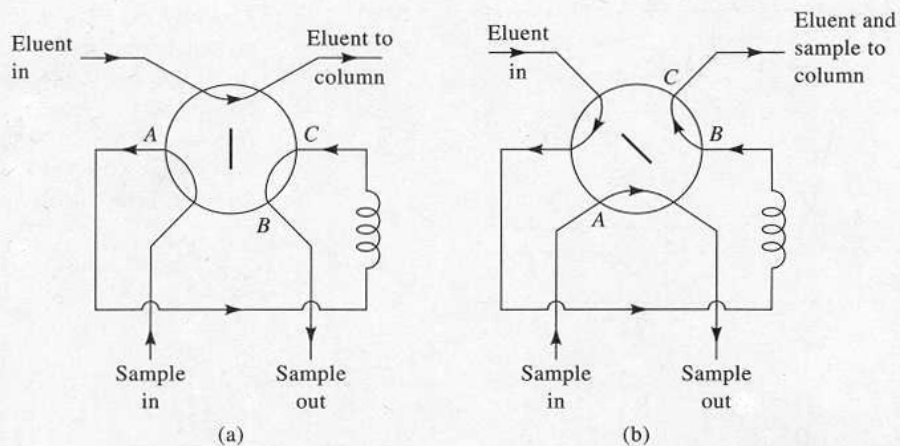 Eluent
in
Eluent to
column
A
C
B
Sample
in
Sample
out
(a)
Eluent
in
Eluent and
sample to
column
C
B
A
Sample
in
Sample
out
(b)